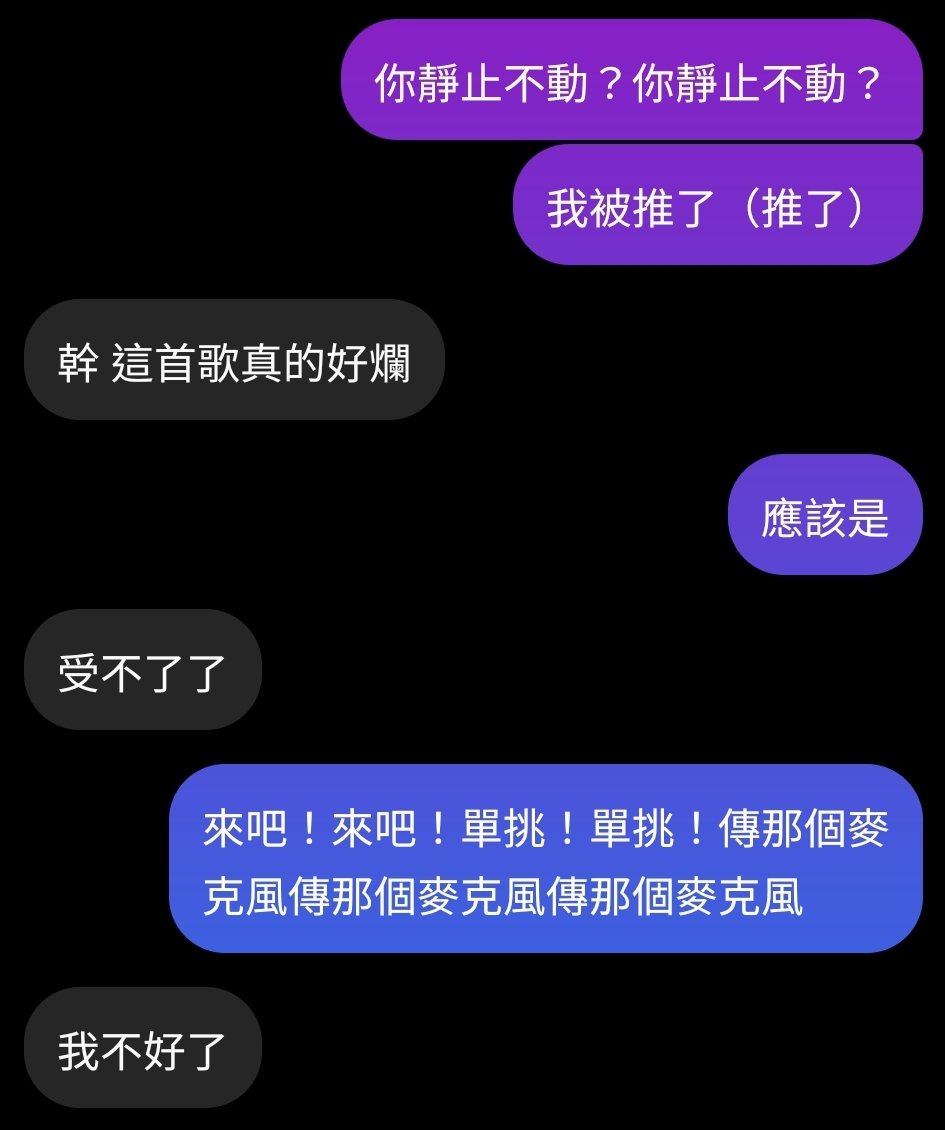 你靜止不動？你靜止不動？
我被推了（推了）
幹 這首歌真的好爛
應該是
受不了了
來吧！來吧！單挑！單挑！傳那個麥
克風傳那個麥克風傳那個麥克風
我不好了